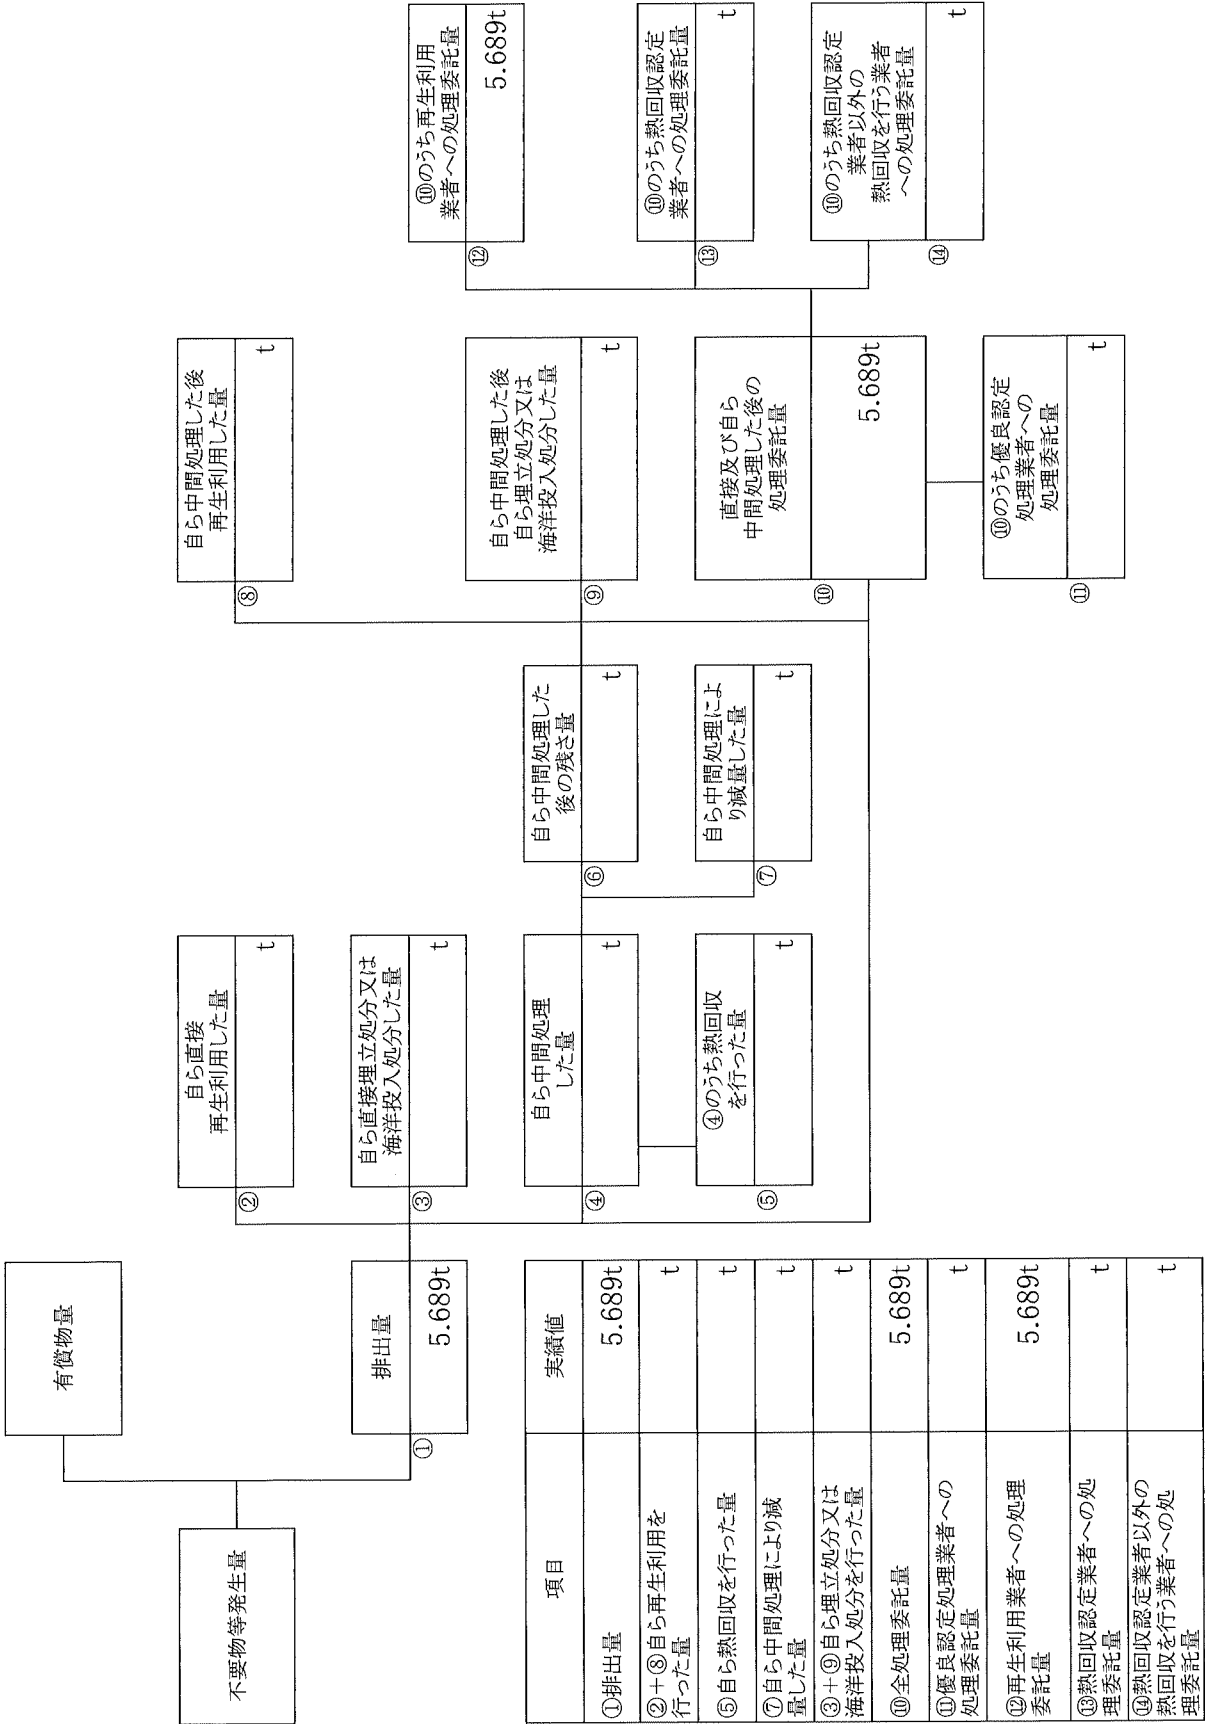 不要物等発生量
有償物量
①
排出量
5.689t
②
自ら直接
再生利用した量
t
③
自ら直接埋立処分又は
海洋投入処分した量
t
④
自ら中間処理
した量
t
⑤
④のうち熱回収
を行った量
t
⑥
自ら中間処理した
後の残さ量
t
⑦
自ら中間処理によ
り減量した量
t
⑧
自ら中間処理した後
再生利用した量
t
⑨
自ら中間処理した後
自ら埋立処分又は
海洋投入処分した量
t
⑩
直接及び自ら
中間処理した後の
処理委託量
5.689t
⑪
⑩のうち優良認定
処理業者への
処理委託量
t
⑫
⑩のうち再生利用
業者への処理委託量
5.689t
⑬
⑩のうち熱回収認定
業者への処理委託量
t
⑭
⑩のうち熱回収認定
業者以外の
熱回収を行う業者
への処理委託量
t
項目
実績値
①排出量
5.689t
②+⑧自ら再生利用を
行った量
t
⑤自ら熱回収を行った量
t
⑦自ら中間処理により減
量した量
t
③+⑨自ら埋立処分又は
海洋投入処分を行った量
t
⑩全処理委託量
5.689t
⑪優良認定処理業者への
処理委託量
t
⑫再生利用業者への処理
委託量
5.689t
⑬熱回収認定業者への処
理委託量
t
⑭熱回収認定業者以外の
熱回収を行う業者への処
理委託量
t